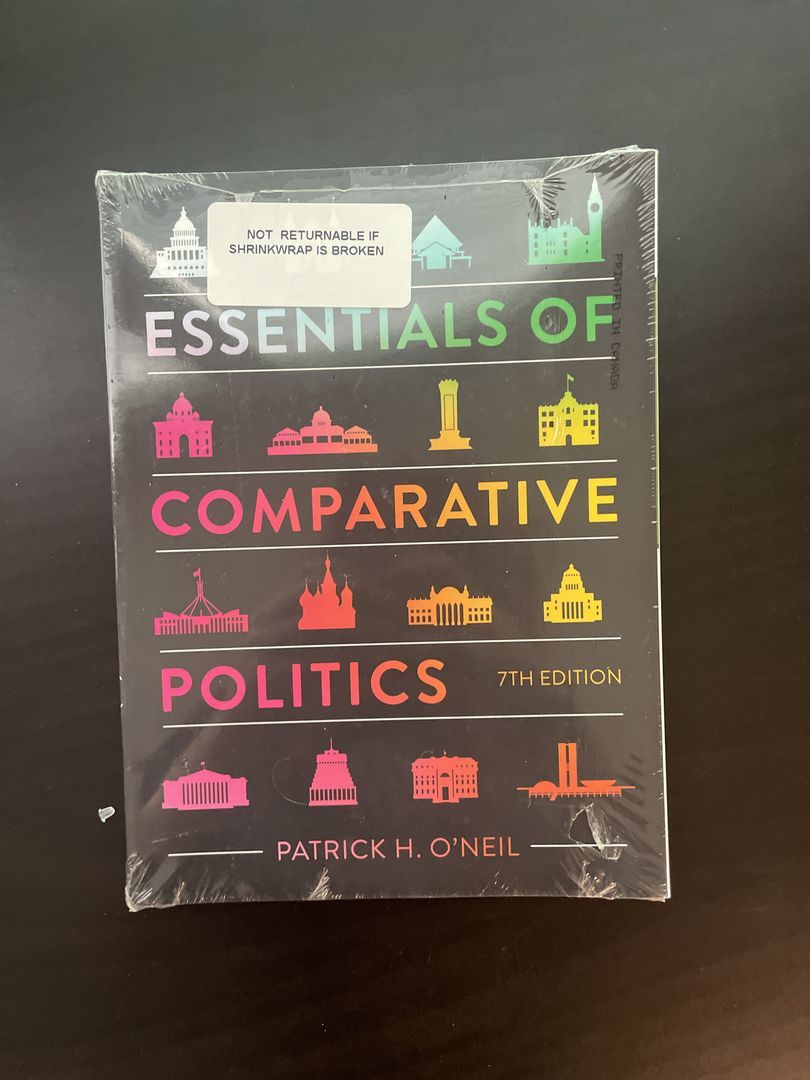 NOT RETURNABLE IF
SHRINKWRAP IS BROKEN
ESSENTIALS OF
PRINTED IN CANADA
COMPARATIVE
POLITICS
7TH EDITION
PATRICK H. O'NEIL